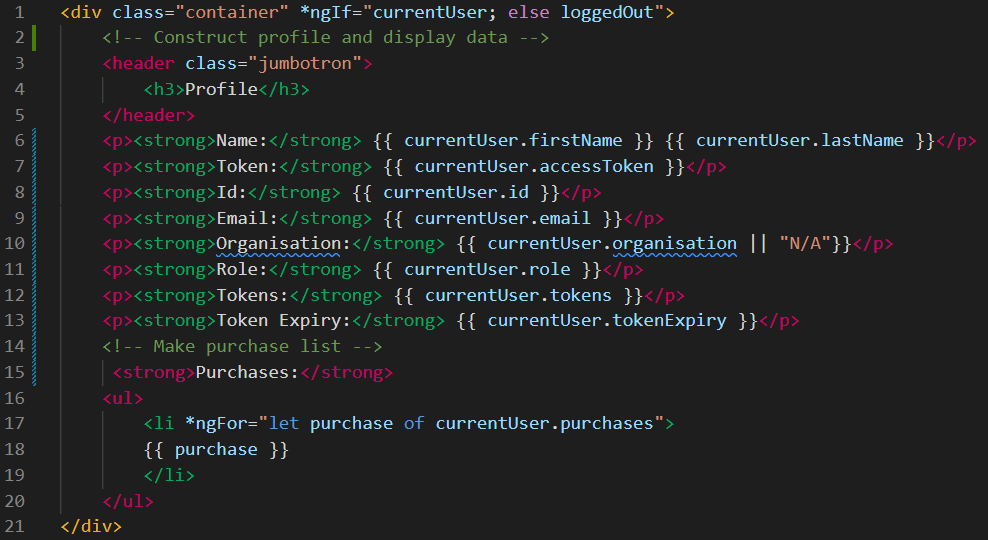 1 <div class="container" *ngIf="currentUser; else loggedOut">
2 <!-- Construct profile and display data -->
3 <header class="jumbotron">
4 <h3>Profile</h3>
5 </header>
6 <p><strong>Name:</strong> {{ currentUser.firstName }} {{ currentUser.lastName }}</p>
7 <p><strong>Token:</strong> {{ currentUser.accessToken }}</p>
8 <p><strong>Id:</strong> {{ currentUser.id }}</p>
9 <p><strong>Email:</strong> {{ currentUser.email }}</p>
10 <p><strong>Organisation:</strong> {{ currentUser.organisation || "N/A"}}</p>
11 <p><strong>Role:</strong> {{ currentUser.role }}</p>
12 <p><strong>Tokens:</strong> {{ currentUser.tokens }}</p>
13 <p><strong>Token Expiry:</strong> {{ currentUser.tokenExpiry }}</p>
14 <!-- Make purchase list -->
15 <strong>Purchases:</strong>
16 <ul>
17 <li *ngFor="let purchase of currentUser.purchases">
18 {{ purchase }}
19 </li>
20 </ul>
21 </div>